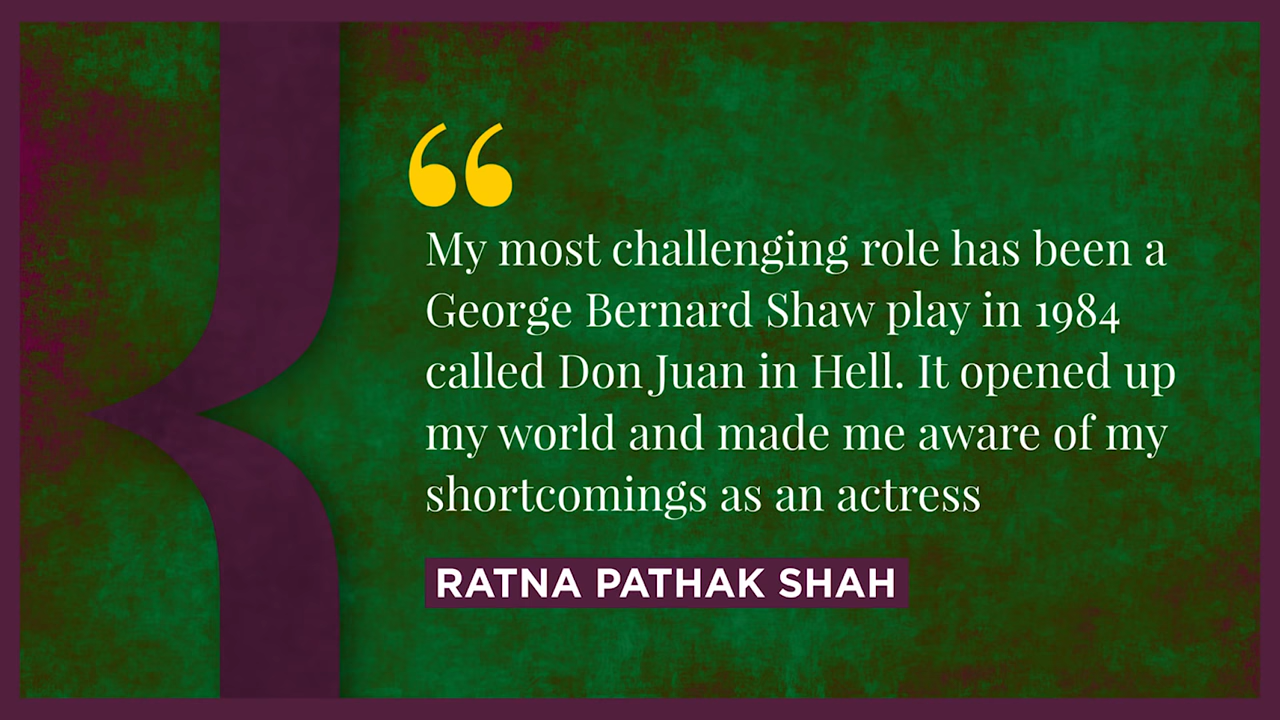 “
My most challenging role has been a
George Bernard Shaw play in 1984
called Don Juan in Hell. It opened up
my world and made me aware of my
shortcomings as an actress
RATNA PATHAK SHAH